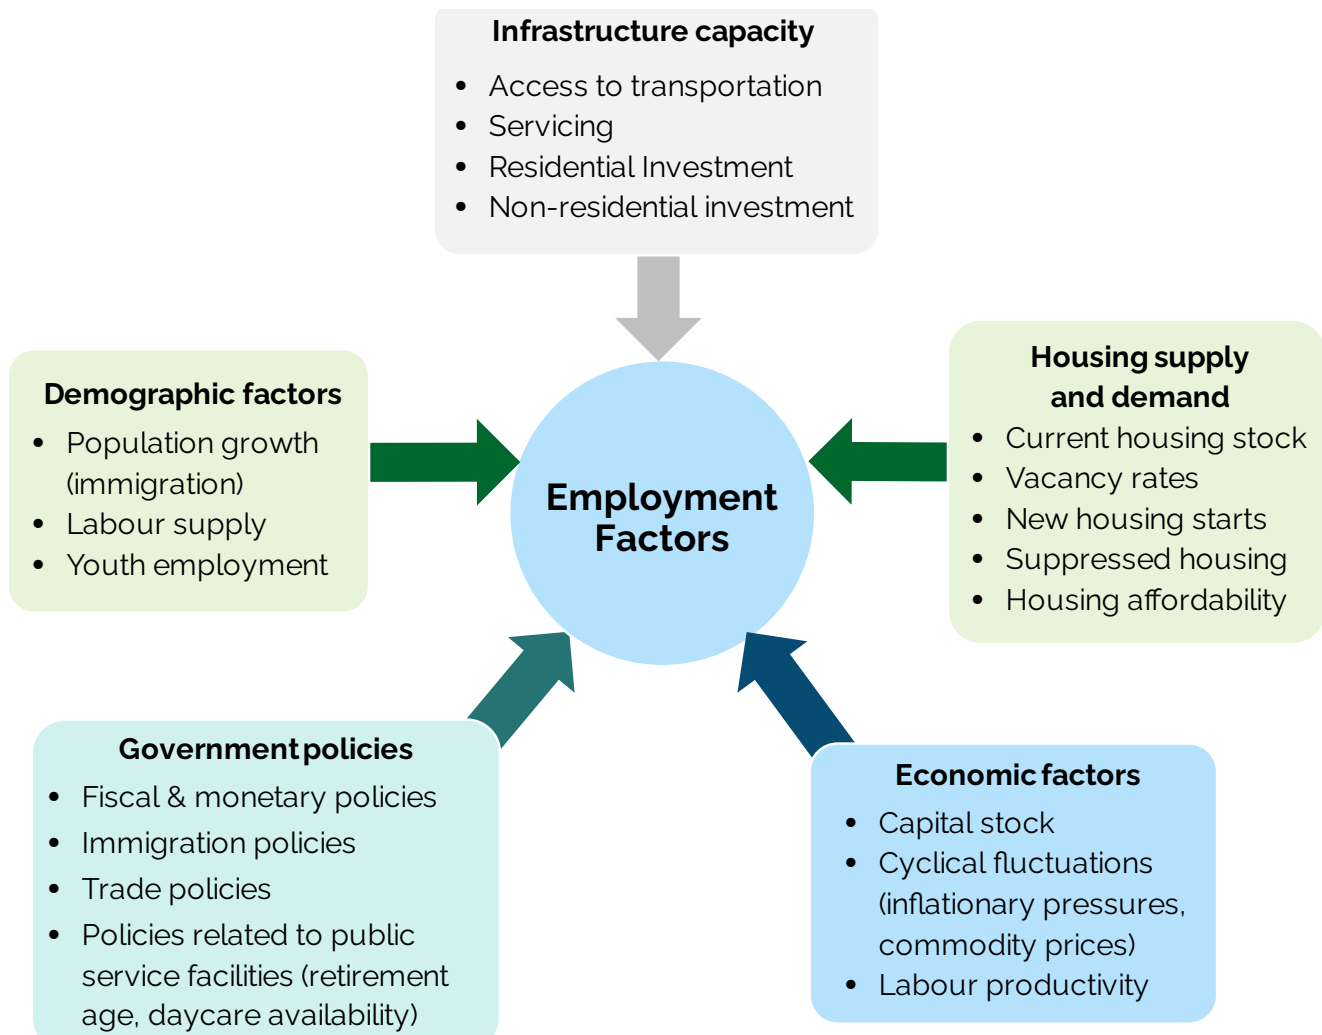 Infrastructure capacity
• Access to transportation
• Servicing
• Residential Investment
• Non-residential investment
Demographic factors
• Population growth
(immigration)
• Labour supply
• Youth employment
Employment
Factors
Housing supply
and demand
• Current housing stock
• Vacancy rates
• New housing starts
• Suppressed housing
• Housing affordability
Government policies
• Fiscal & monetary policies
• Immigration policies
• Trade policies
• Policies related to public
service facilities (retirement
age, daycare availability)
Economic factors
• Capital stock
• Cyclical fluctuations
(inflationary pressures,
commodity prices)
• Labour productivity